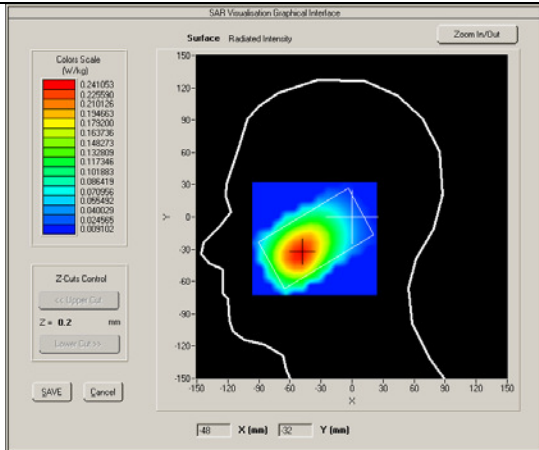 SAR Visualisation Graphical Interface
Surface Radiated Intensity
Zoom In/Out
Colors Scale
(W/kg)
0.241053
0.225590
0.210126
0.194663
0.179200
0.163736
0.148273
0.132809
0.117346
0.101883
0.086419
0.070956
0.055492
0.040029
0.024565
0.009102
Z-Cuts Control
<< Upper Cut
Z = 0.2 mm
Lower Cut >>
SAVE Cancel
150
120
90
60
30
0
-30
-60
-90
-120
-150
Y
-150 -120 -90 -60 -30 0 30 60 90 120 150
X
-48 X (mm) -32 Y (mm)